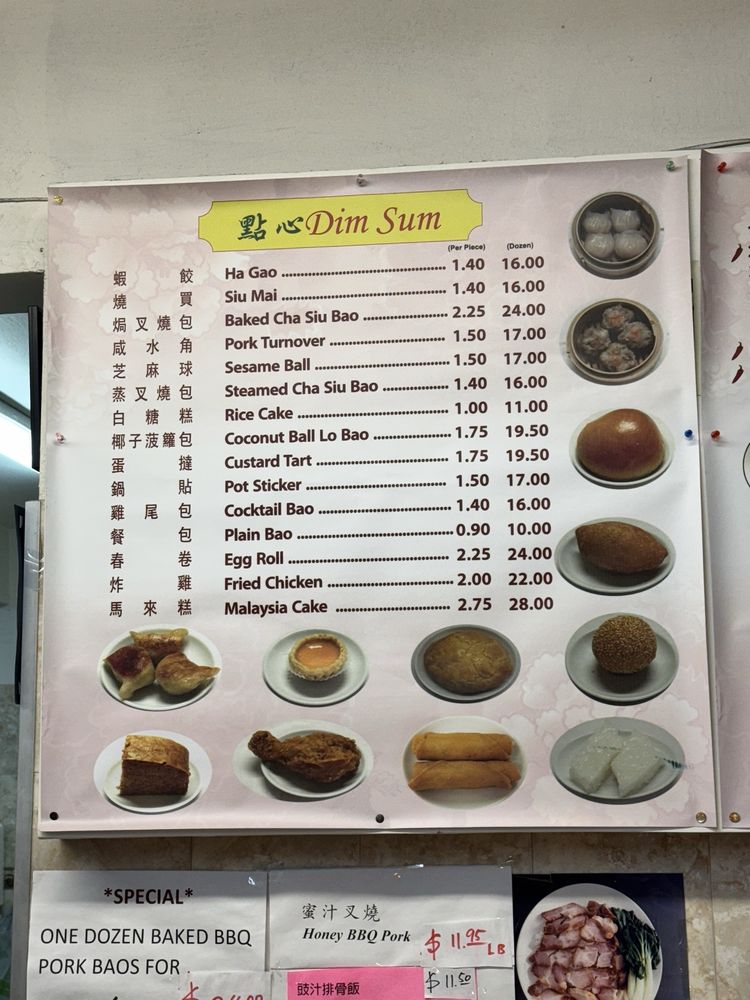 點心 Dim Sum
(Per Piece) (Dozen)
蝦餃 Ha Gao 1.40 16.00
燒買 Siu Mai 1.40 16.00
焗叉燒包 Baked Cha Siu Bao 2.25 24.00
咸水角 Pork Turnover 1.50 17.00
芝麻球 Sesame Ball 1.50 17.00
蒸叉燒包 Steamed Cha Siu Bao 1.40 16.00
白糖糕 Rice Cake 1.00 11.00
椰子菠籮包 Coconut Ball Lo Bao 1.75 19.50
蛋撻 Custard Tart 1.75 19.50
鍋貼 Pot Sticker 1.50 17.00
雞尾包 Cocktail Bao 1.40 16.00
餐包 Plain Bao 0.90 10.00
春卷 Egg Roll 2.25 24.00
炸雞 Fried Chicken 2.00 22.00
馬來糕 Malaysia Cake 2.75 28.00
*SPECIAL*
ONE DOZEN BAKED BBQ
PORK BAOS FOR
蜜汁叉燒
Honey BBQ Pork $11.95 LB
豉汁排骨飯 $11.50